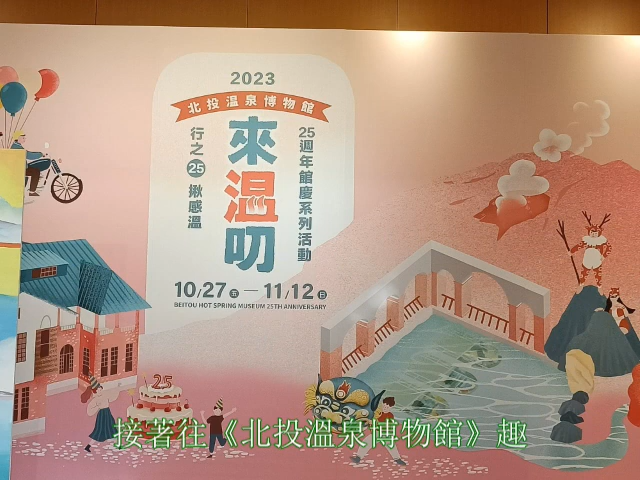 2023
北投溫泉博物館
25週年館慶系列活動
來溫叨
行之25揪感溫
10/27五—11/12日
BEITOU HOT SPRING MUSEUM 25TH ANNIVERSARY
25
接著往《北投溫泉博物館》趣